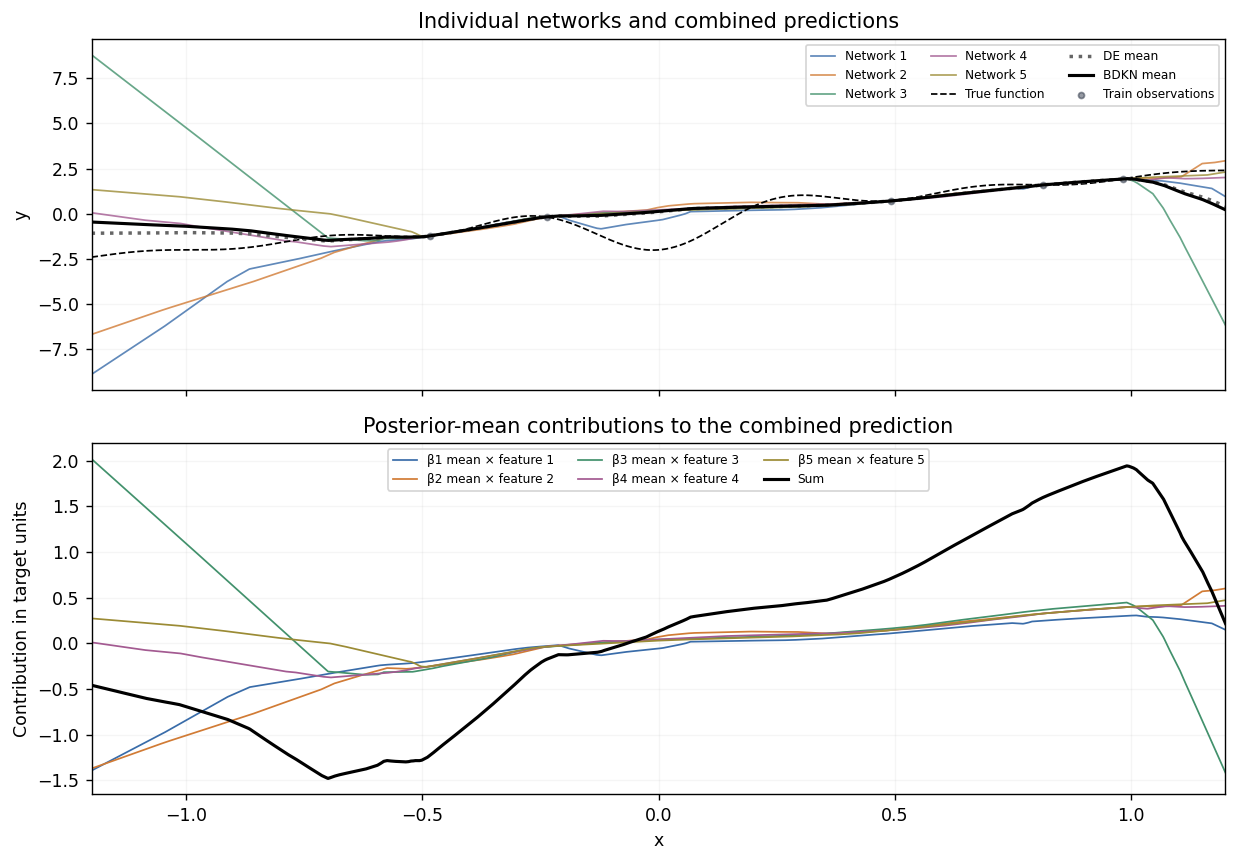 Individual networks and combined predictions
Network 1
Network 2
Network 3
Network 4
Network 5
True function
DE mean
BDKN mean
Train observations
7.5
5.0
2.5
0.0
−2.5
−5.0
−7.5
y
Posterior-mean contributions to the combined prediction
β1 mean × feature 1
β2 mean × feature 2
β3 mean × feature 3
β4 mean × feature 4
β5 mean × feature 5
Sum
2.0
1.5
1.0
0.5
0.0
−0.5
−1.0
−1.5
Contribution in target units
−1.0
−0.5
0.0
0.5
1.0
x